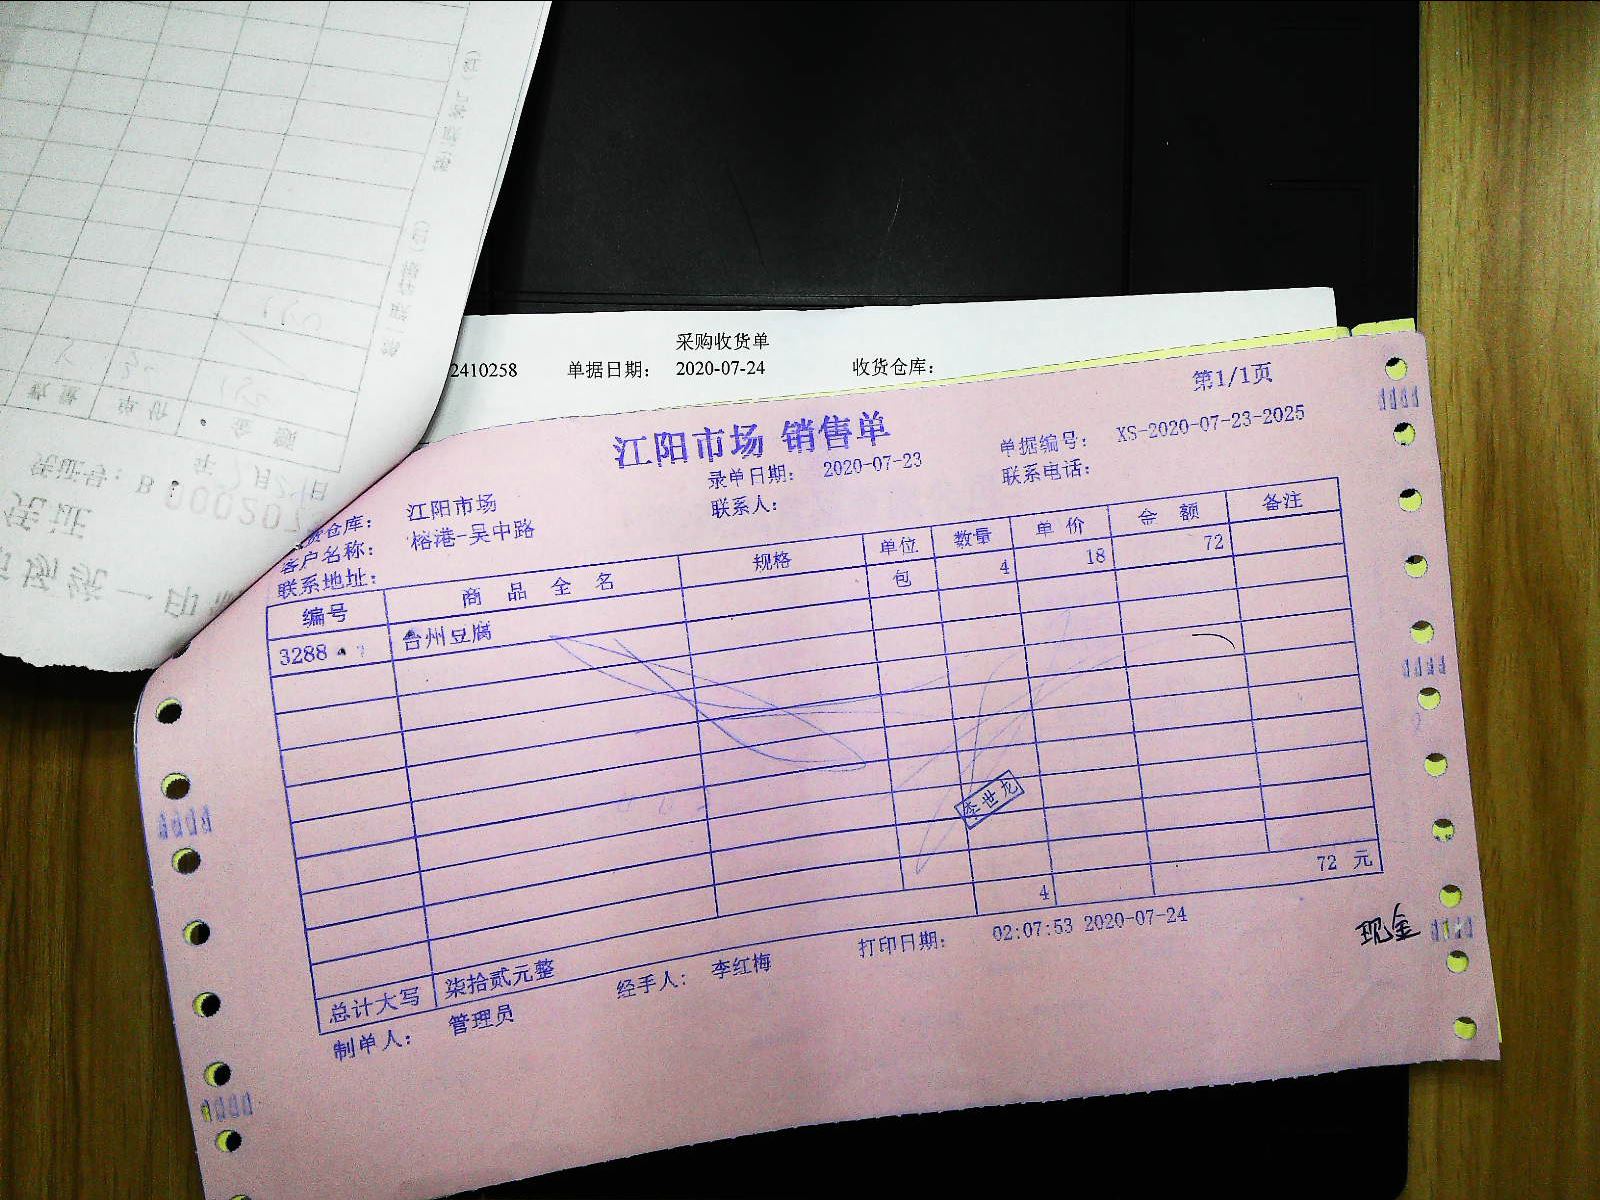 采购收货单
2410258 单据日期： 2020-07-24 收货仓库：
第1/1页
江阳市场 销售单
录单日期： 2020-07-23 单据编号： XS-2020-07-23-2025
联系人： 联系电话：
货仓库： 江阳市场
客户名称： 榕港-吴中路
联系地址：
编号 商品全名 规格 单位 数量 单价 金额 备注
3288 台州豆腐 包 4 18 72
李世龙
4 72 元
总计大写 柒拾贰元整
制单人： 管理员 经手人： 李红梅 打印日期： 02:07:53 2020-07-24
现金